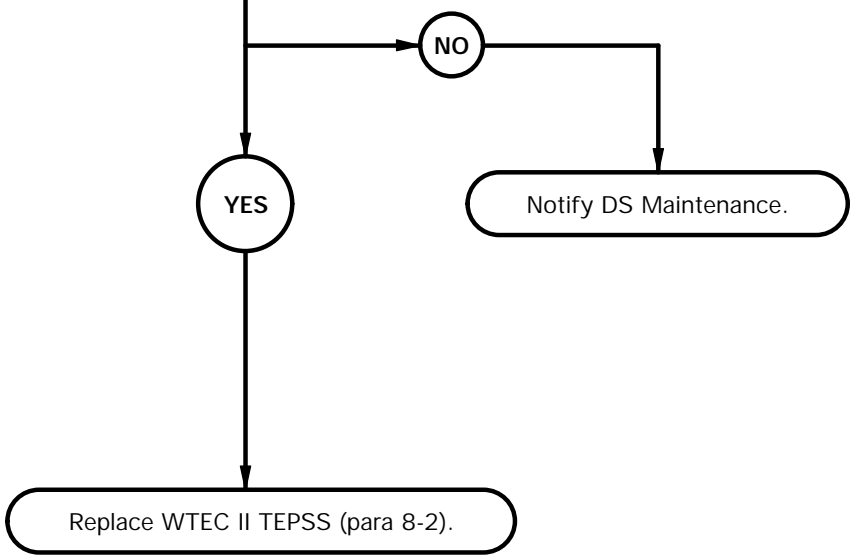 NO
YES
Notify DS Maintenance.
Replace WTEC II TEPSS (para 8-2).